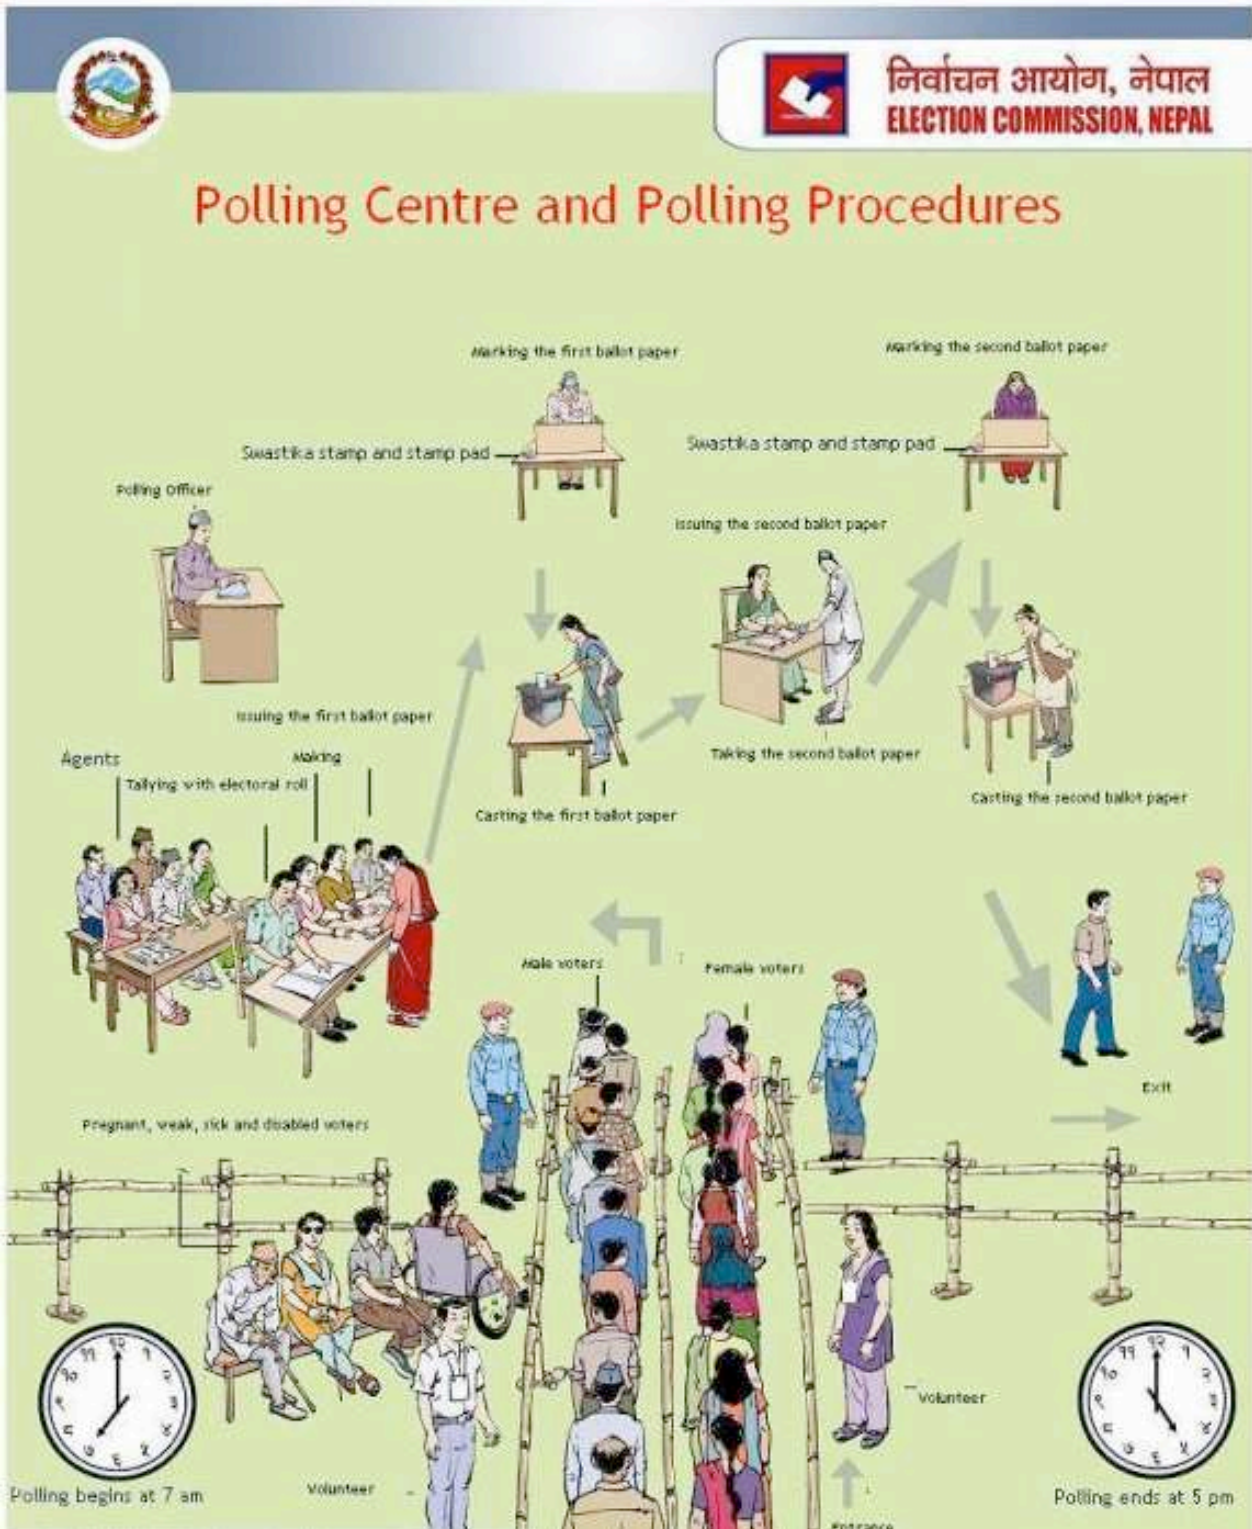 निर्वाचन आयोग, नेपाल
ELECTION COMMISSION, NEPAL
Polling Centre and Polling Procedures
Marking the first ballot paper
Marking the second ballot paper
Swastika stamp and stamp pad
Swastika stamp and stamp pad
Polling Officer
Issuing the second ballot paper
Issuing the first ballot paper
Agents
Making
Tallying with electoral roll
Taking the second ballot paper
Casting the first ballot paper
Casting the second ballot paper
Male voters
Female voters
Exit
Pregnant, weak, sick and disabled voters
Volunteer
Volunteer
Polling begins at 7 am
Polling ends at 5 pm
Entrance